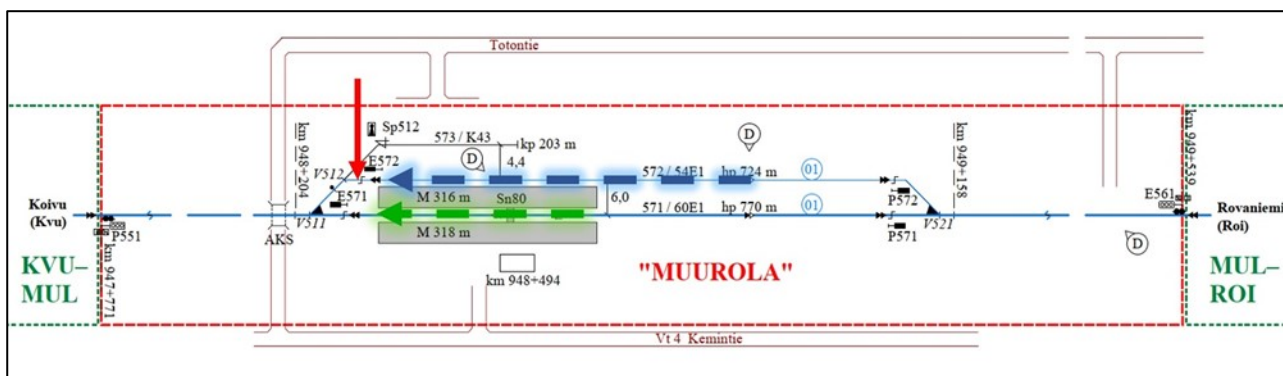 Totontie
Sp512
573 / K43
kp 203 m
D
D
km 948+204
km 949+158
km 949+539
V512
E572
4,4
572 / 54E1
hp 724 m
01
E571
M 316 m
Sn80
6,0
P572
E561
Koivu
(Kvu)
V511
571 / 60E1
hp 770 m
01
V521
Rovaniemi
(Roi)
P551
AKS
M 318 m
P571
D
KVU–
MUL
km 947+771
km 948+494
"MUUROLA"
MUL–
ROI
Vt 4 Kemintie